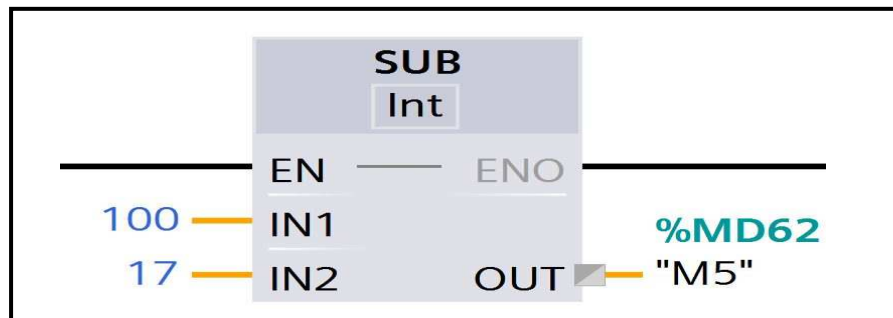 SUB
Int
EN ENO
100 IN1
%MD62
17 IN2 OUT "M5"